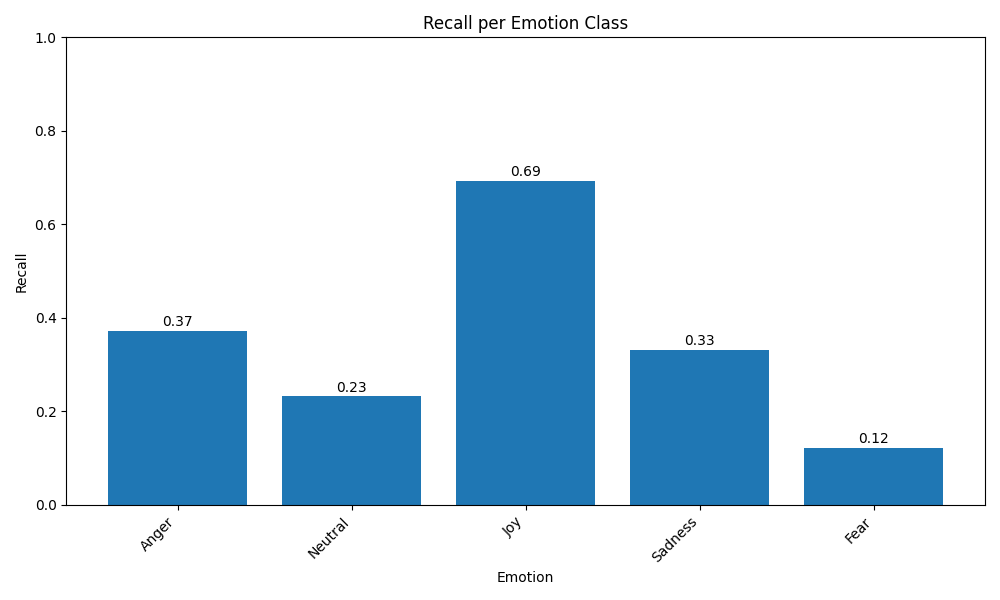 Recall per Emotion Class
1.0
0.8
0.6
0.4
0.2
0.0
Recall
0.37
0.23
0.69
0.33
0.12
Anger
Neutral
Joy
Sadness
Fear
Emotion